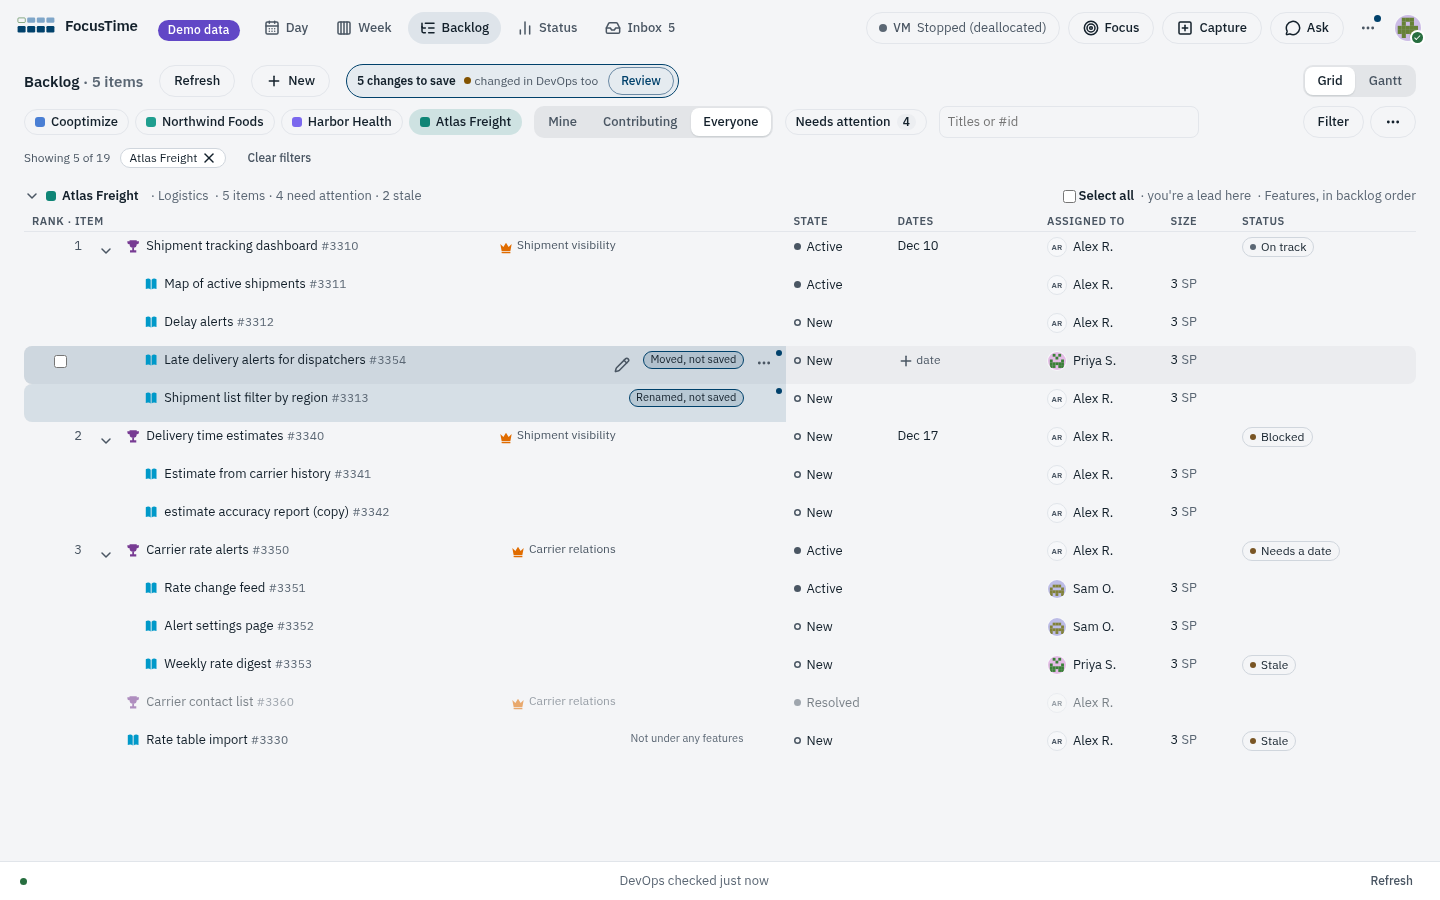 FocusTime Demo data Day Week Backlog Status Inbox 5 VM Stopped (deallocated) Focus Capture Ask
Backlog · 5 items Refresh New 5 changes to save changed in DevOps too Review Grid Gantt
Cooptimize Northwind Foods Harbor Health Atlas Freight Mine Contributing Everyone Needs attention 4 Titles or #id Filter
Showing 5 of 19 Atlas Freight Clear filters
Atlas Freight · Logistics · 5 items · 4 need attention · 2 stale Select all · you're a lead here · Features, in backlog order
RANK · ITEM STATE DATES ASSIGNED TO SIZE STATUS
1 Shipment tracking dashboard #3310 Shipment visibility Active Dec 10 AR Alex R. On track
Map of active shipments #3311 Active AR Alex R. 3 SP
Delay alerts #3312 New AR Alex R. 3 SP
Late delivery alerts for dispatchers #3354 Moved, not saved New date Priya S. 3 SP
Shipment list filter by region #3313 Renamed, not saved New AR Alex R. 3 SP
2 Delivery time estimates #3340 Shipment visibility New Dec 17 AR Alex R. Blocked
Estimate from carrier history #3341 New AR Alex R. 3 SP
estimate accuracy report (copy) #3342 New AR Alex R. 3 SP
3 Carrier rate alerts #3350 Carrier relations Active AR Alex R. Needs a date
Rate change feed #3351 Active Sam O. 3 SP
Alert settings page #3352 New Sam O. 3 SP
Weekly rate digest #3353 New Priya S. 3 SP Stale
Carrier contact list #3360 Carrier relations Resolved AR Alex R.
Rate table import #3330 Not under any features New AR Alex R. 3 SP Stale
DevOps checked just now Refresh